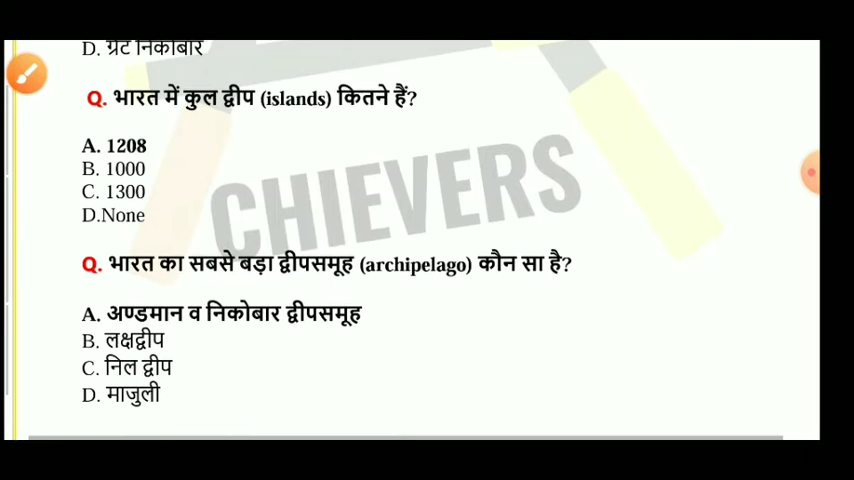 D. ग्रेट निकोबार
Q. भारत में कुल द्वीप (islands) कितने हैं?
A. 1208
B. 1000
C. 1300
D.None
CHIEVERS
Q. भारत का सबसे बड़ा द्वीपसमूह (archipelago) कौन सा है?
A. अण्डमान व निकोबार द्वीपसमूह
B. लक्षद्वीप
C. निल द्वीप
D. माजुली